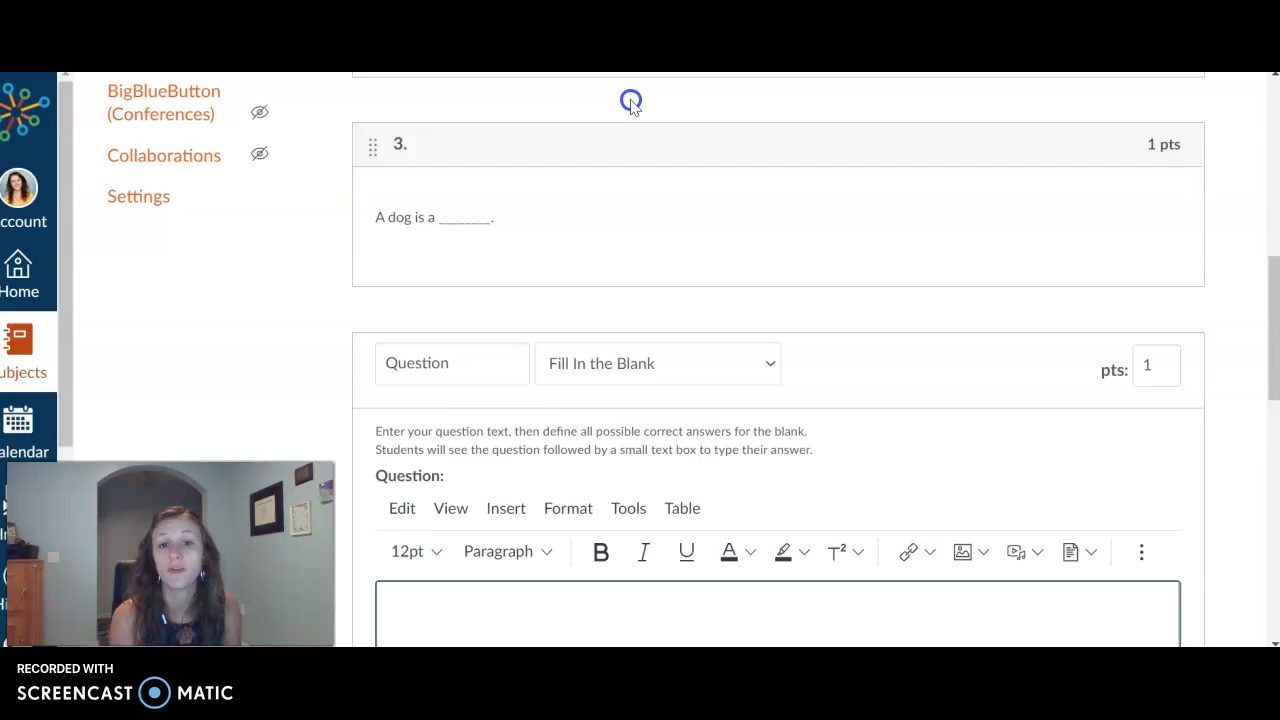 BigBlueButton
(Conferences)
Collaborations
Settings
ccount
Home
ubjects
alendar
3.
1 pts
A dog is a ________.
Question
Fill In the Blank
pts:
1
Enter your question text, then define all possible correct answers for the blank.
Students will see the question followed by a small text box to type their answer.
Question:
Edit View Insert Format Tools Table
12pt Paragraph B I U A T²
RECORDED WITH
SCREENCAST MATIC